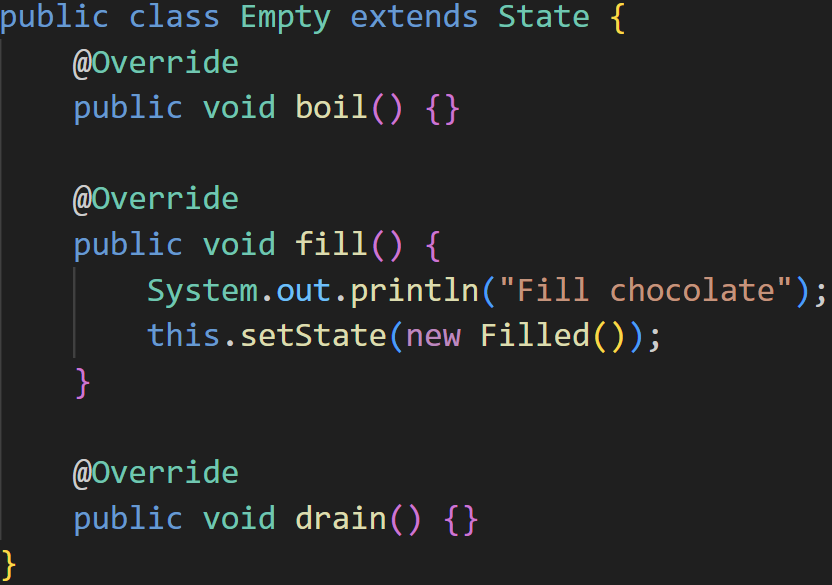 public class Empty extends State {
    @Override
    public void boil() {}

    @Override
    public void fill() {
        System.out.println("Fill chocolate");
        this.setState(new Filled());
    }

    @Override
    public void drain() {}
}